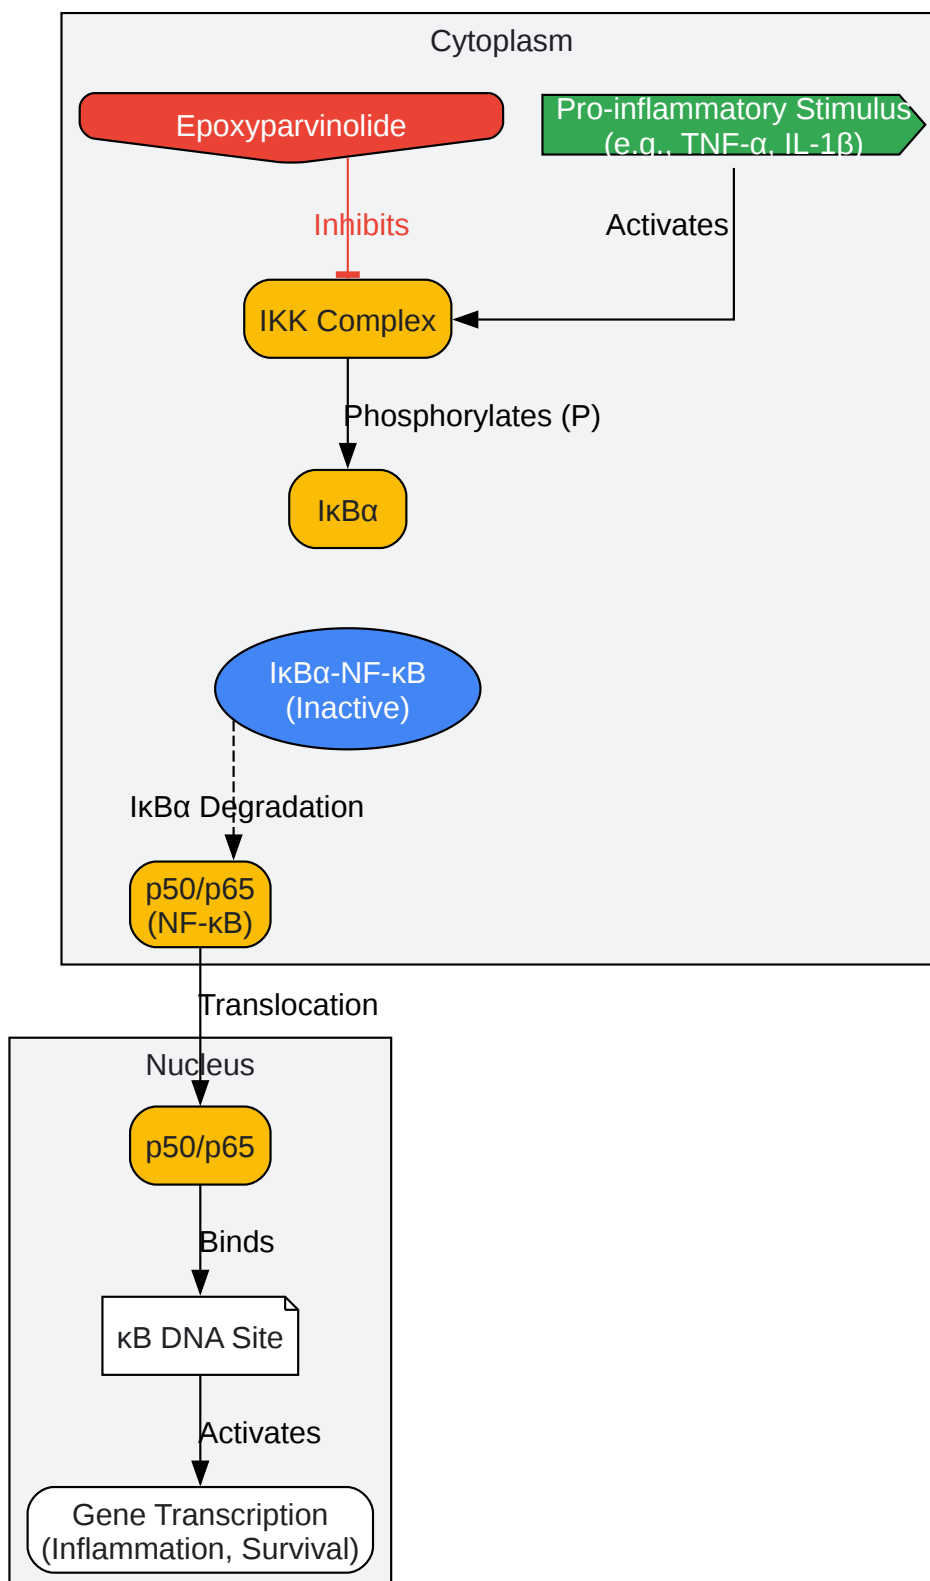 Cytoplasm
Epoxyparvinolide
Pro-inflammatory Stimulus
(e.g., TNF-α, IL-1β)
Inhibits
Activates
IKK Complex
Phosphorylates (P)
IκBα
IκBα-NF-κB
(Inactive)
IκBα Degradation
p50/p65
(NF-κB)
Translocation
Nucleus
p50/p65
Binds
κB DNA Site
Activates
Gene Transcription
(Inflammation, Survival)